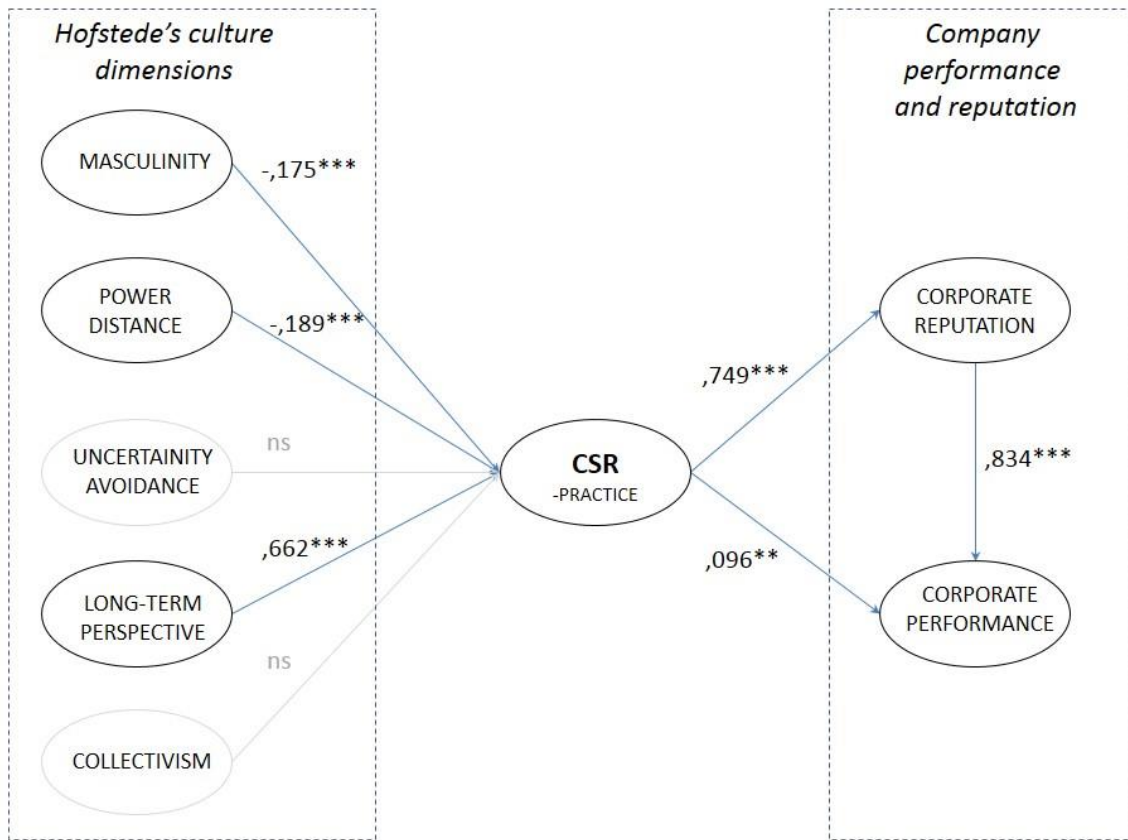 Hofstede's culture
dimensions
MASCULINITY
-,175***
POWER
DISTANCE
-,189***
UNCERTAINITY
AVOIDANCE
ns
LONG-TERM
PERSPECTIVE
,662***
COLLECTIVISM
ns
CSR
-PRACTICE
,749***
,096**
Company
performance
and reputation
CORPORATE
REPUTATION
,834***
CORPORATE
PERFORMANCE